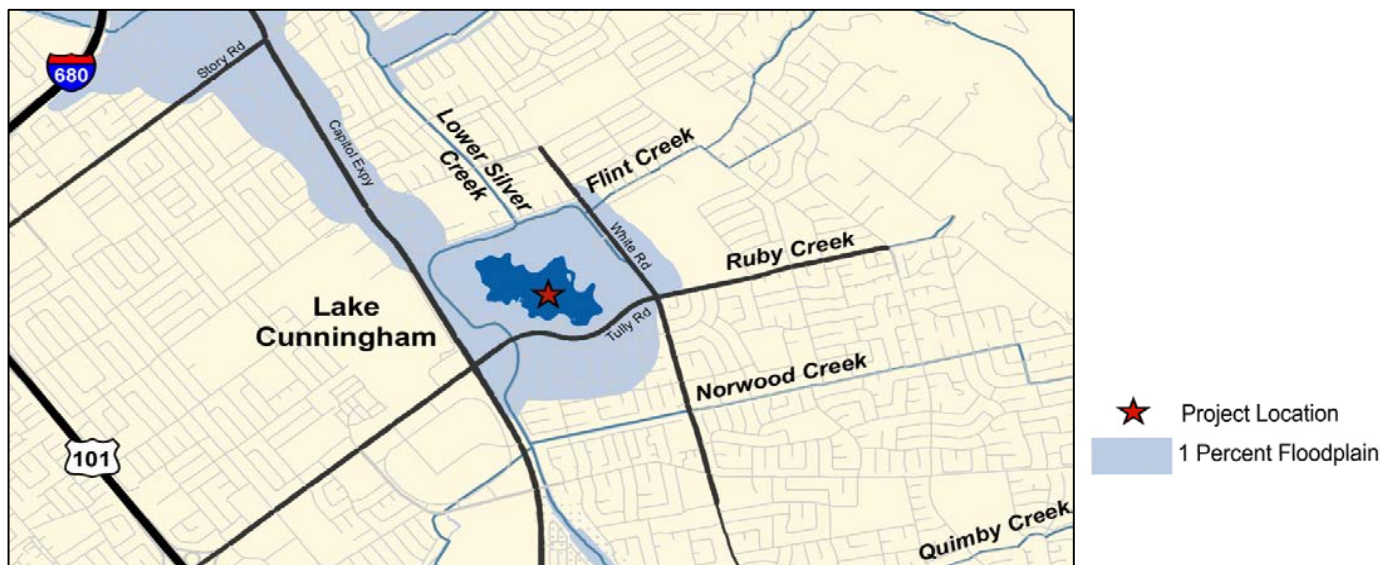 680
Story Rd
Capitol Expy
Lower Silver
Creek
Flint Creek
White Rd
Ruby Creek
Lake
Cunningham
Tully Rd
Norwood Creek
101
Quimby Creek
Project Location
1 Percent Floodplain